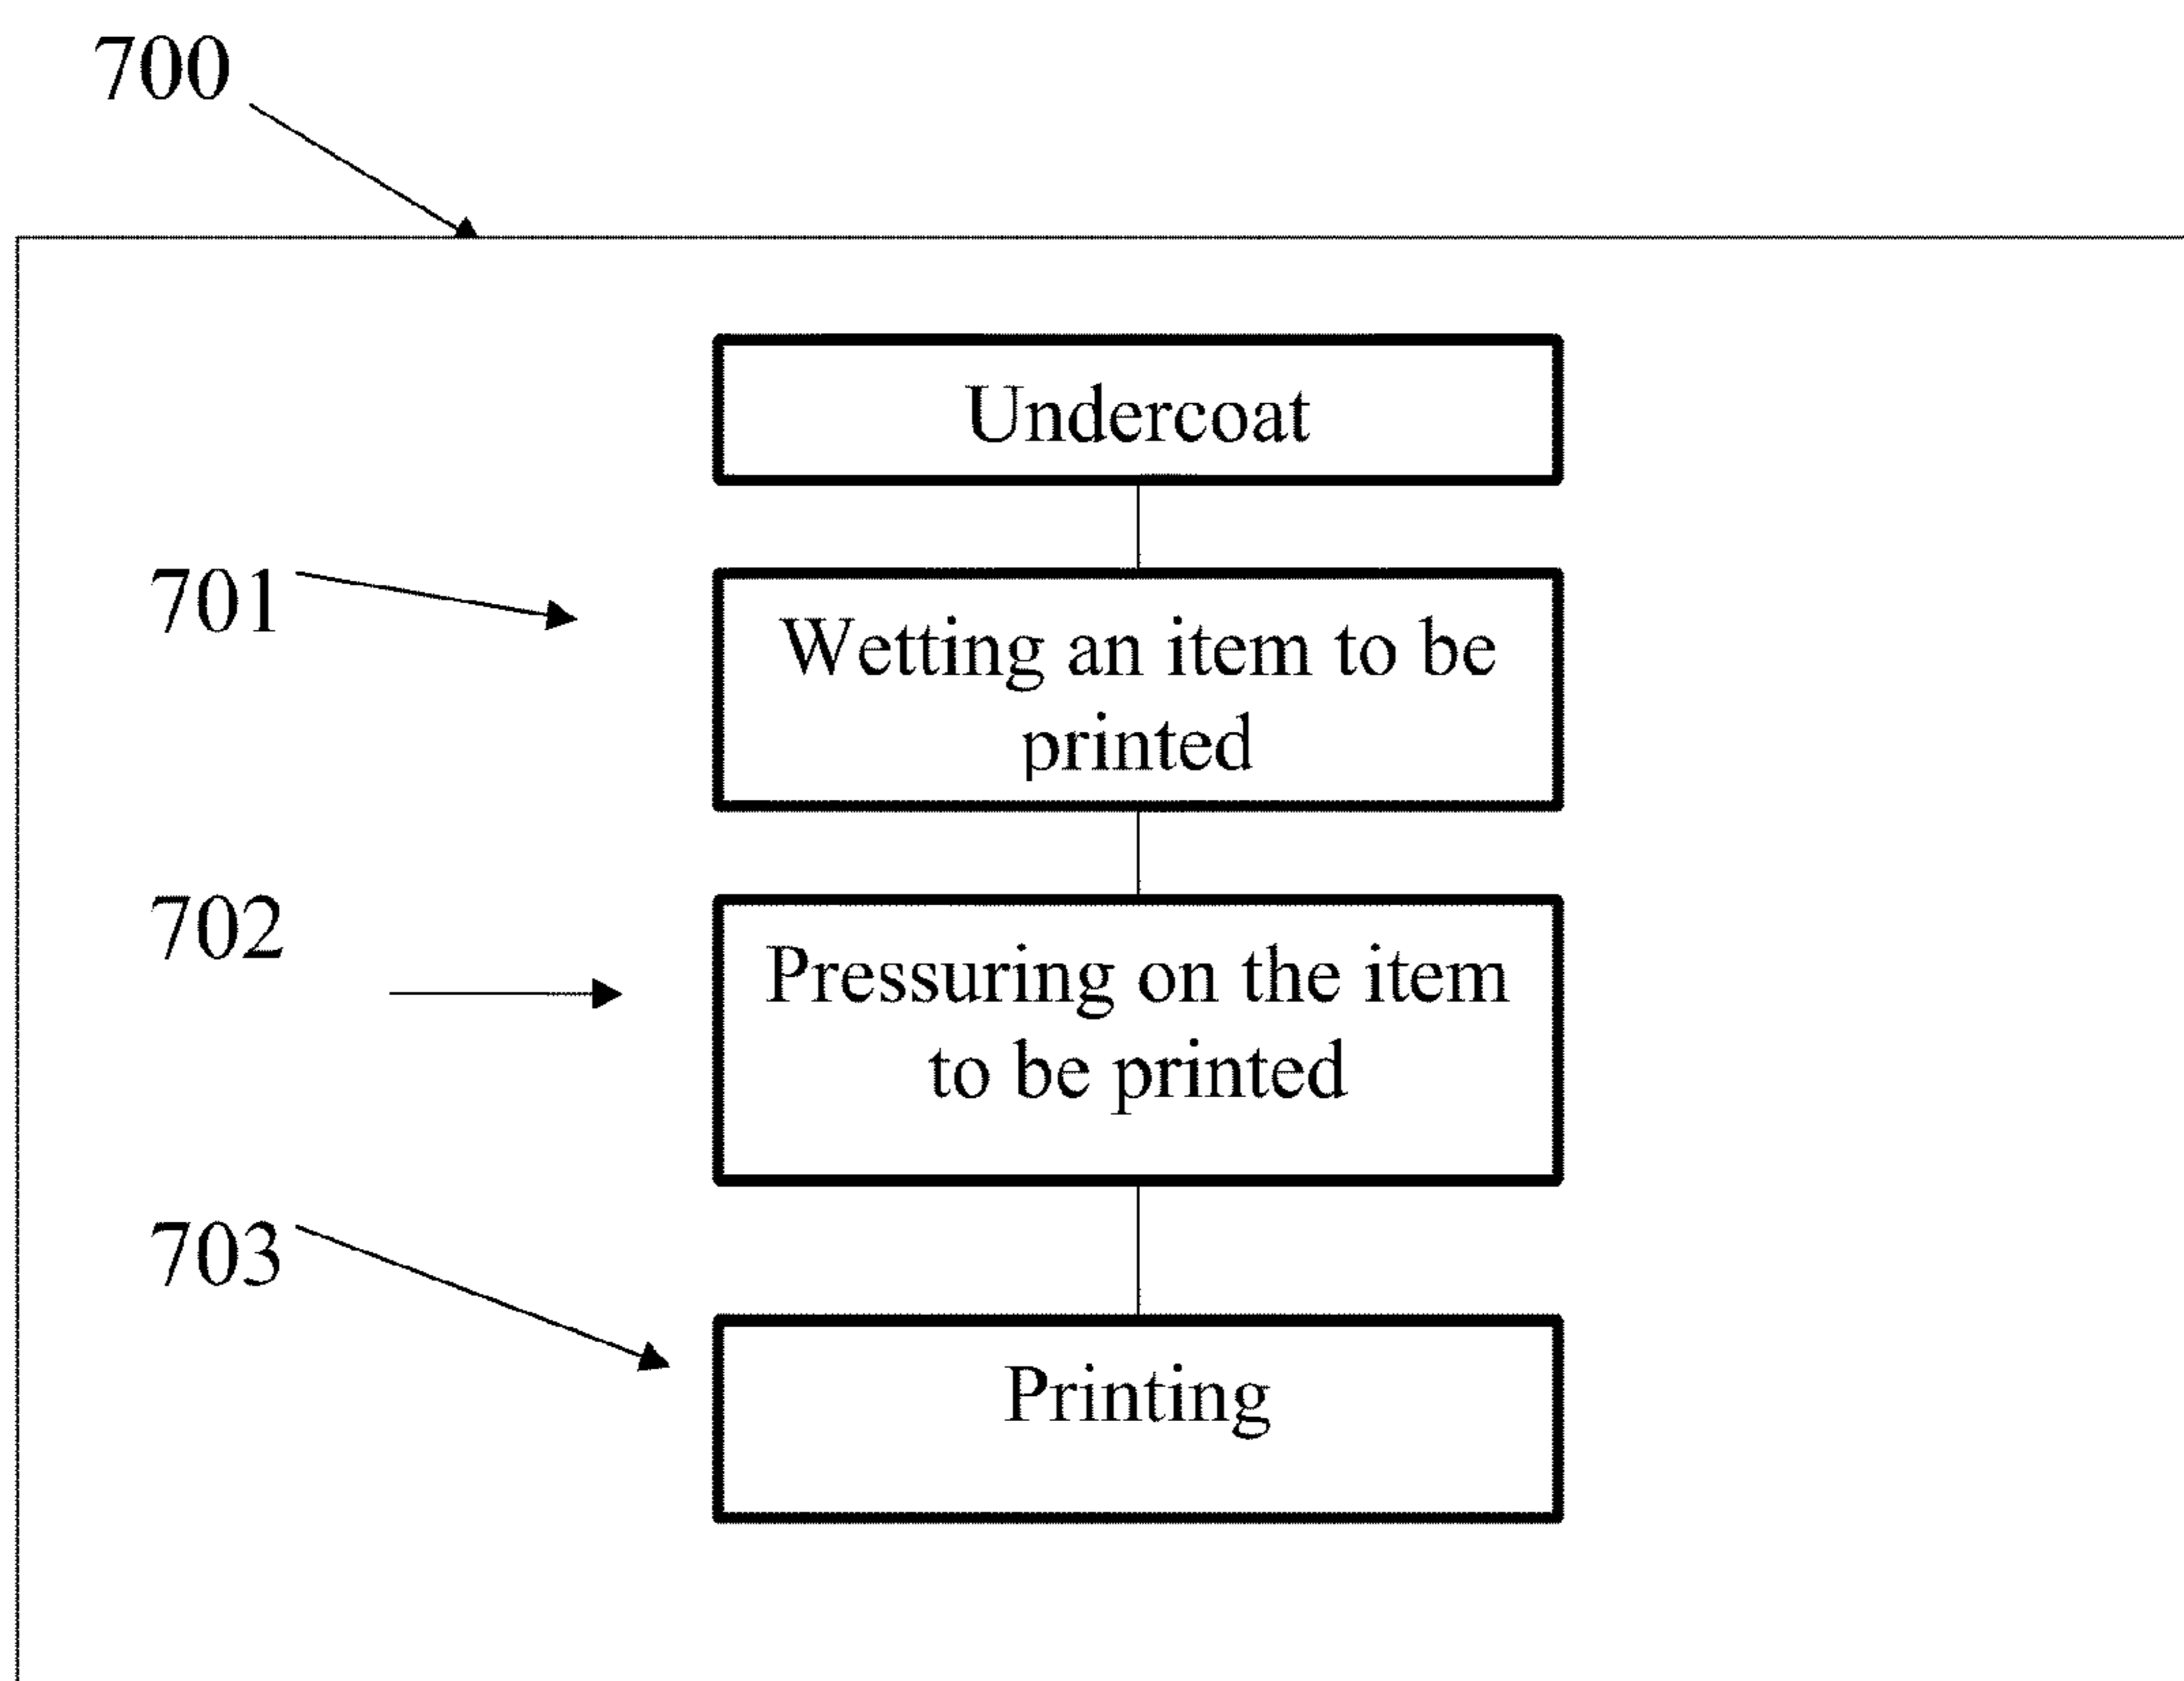 700
Undercoat
701
Wetting an item to be
printed
702
Pressuring on the item
to be printed
703
Printing